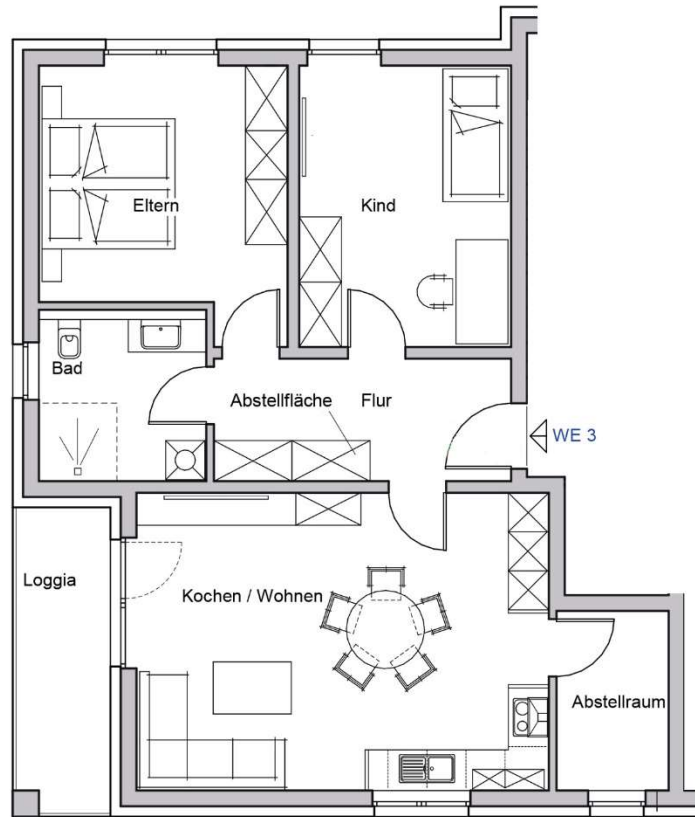 Eltern
Kind
Bad
Abstellfläche
Flur
WE 3
Loggia
Kochen / Wohnen
Abstellraum